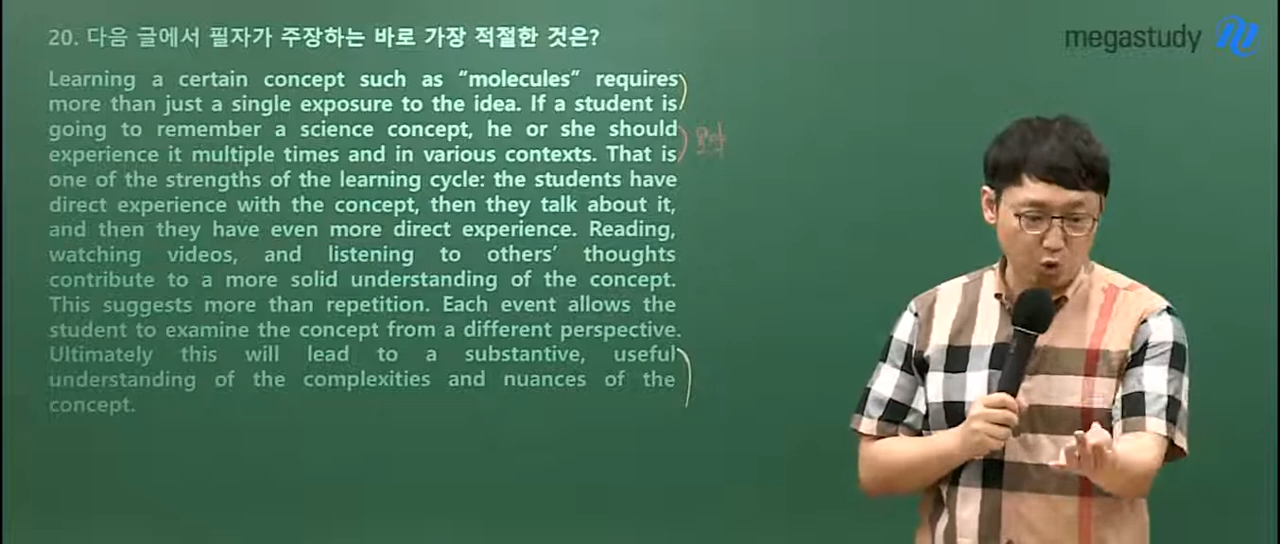 20. 다음 글에서 필자가 주장하는 바로 가장 적절한 것은?
megastudy
Learning a certain concept such as “molecules” requires
more than just a single exposure to the idea. If a student is
going to remember a science concept, he or she should
experience it multiple times and in various contexts. That is
one of the strengths of the learning cycle: the students have
direct experience with the concept, then they talk about it,
and then they have even more direct experience. Reading,
watching videos, and listening to others’ thoughts
contribute to a more solid understanding of the concept.
This suggests more than repetition. Each event allows the
student to examine the concept from a different perspective.
Ultimately this will lead to a substantive, useful
understanding of the complexities and nuances of the
concept.